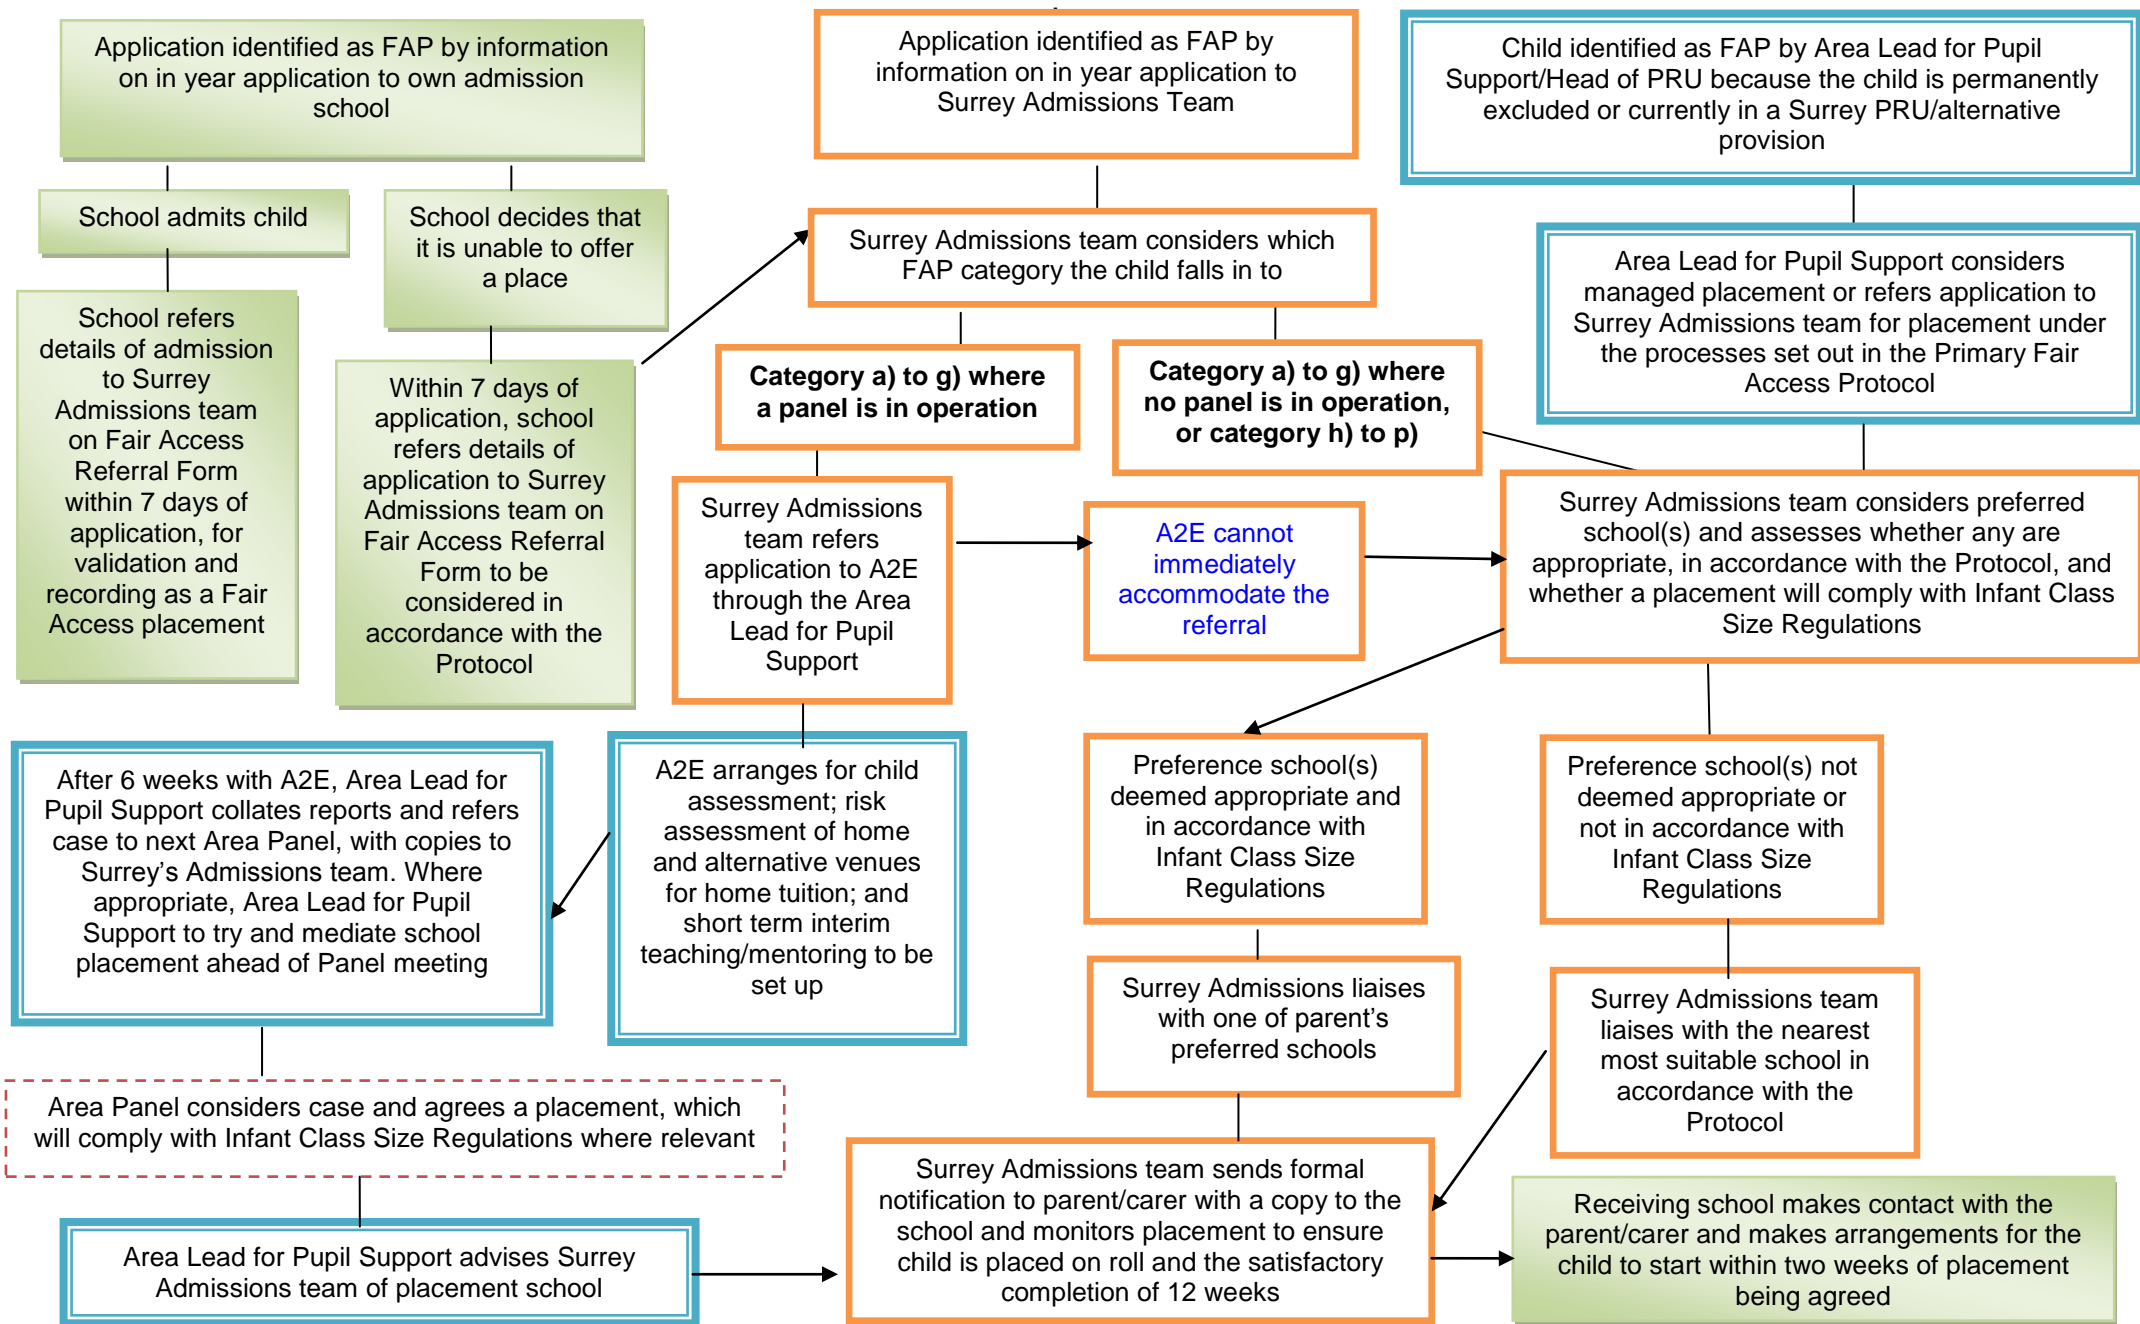 Application identified as FAP by information
on in year application to own admission
school
Application identified as FAP by
information on in year application to
Surrey Admissions Team
Child identified as FAP by Area Lead for Pupil
Support/Head of PRU because the child is permanently
excluded or currently in a Surrey PRU/alternative
provision
School admits child
School decides that
it is unable to offer
a place
Surrey Admissions team considers which
FAP category the child falls in to
Area Lead for Pupil Support considers
managed placement or refers application to
Surrey Admissions team for placement under
the processes set out in the Primary Fair
Access Protocol
School refers
details of admission
to Surrey
Admissions team
on Fair Access
Referral Form
within 7 days of
application, for
validation and
recording as a Fair
Access placement
Within 7 days of
application, school
refers details of
application to Surrey
Admissions team on
Fair Access Referral
Form to be
considered in
accordance with the
Protocol
Category a) to g) where
a panel is in operation
Category a) to g) where
no panel is in operation,
or category h) to p)
Surrey Admissions
team refers
application to A2E
through the Area
Lead for Pupil
Support
A2E cannot
immediately
accommodate the
referral
Surrey Admissions team considers preferred
school(s) and assesses whether any are
appropriate, in accordance with the Protocol, and
whether a placement will comply with Infant Class
Size Regulations
After 6 weeks with A2E, Area Lead for
Pupil Support collates reports and refers
case to next Area Panel, with copies to
Surrey’s Admissions team. Where
appropriate, Area Lead for Pupil
Support to try and mediate school
placement ahead of Panel meeting
A2E arranges for child
assessment; risk
assessment of home
and alternative venues
for home tuition; and
short term interim
teaching/mentoring to be
set up
Preference school(s)
deemed appropriate and
in accordance with
Infant Class Size
Regulations
Preference school(s) not
deemed appropriate or
not in accordance with
Infant Class Size
Regulations
Surrey Admissions liaises
with one of parent’s
preferred schools
Surrey Admissions team
liaises with the nearest
most suitable school in
accordance with the
Protocol
Area Panel considers case and agrees a placement, which
will comply with Infant Class Size Regulations where relevant
Area Lead for Pupil Support advises Surrey
Admissions team of placement school
Surrey Admissions team sends formal
notification to parent/carer with a copy to the
school and monitors placement to ensure
child is placed on roll and the satisfactory
completion of 12 weeks
Receiving school makes contact with the
parent/carer and makes arrangements for the
child to start within two weeks of placement
being agreed